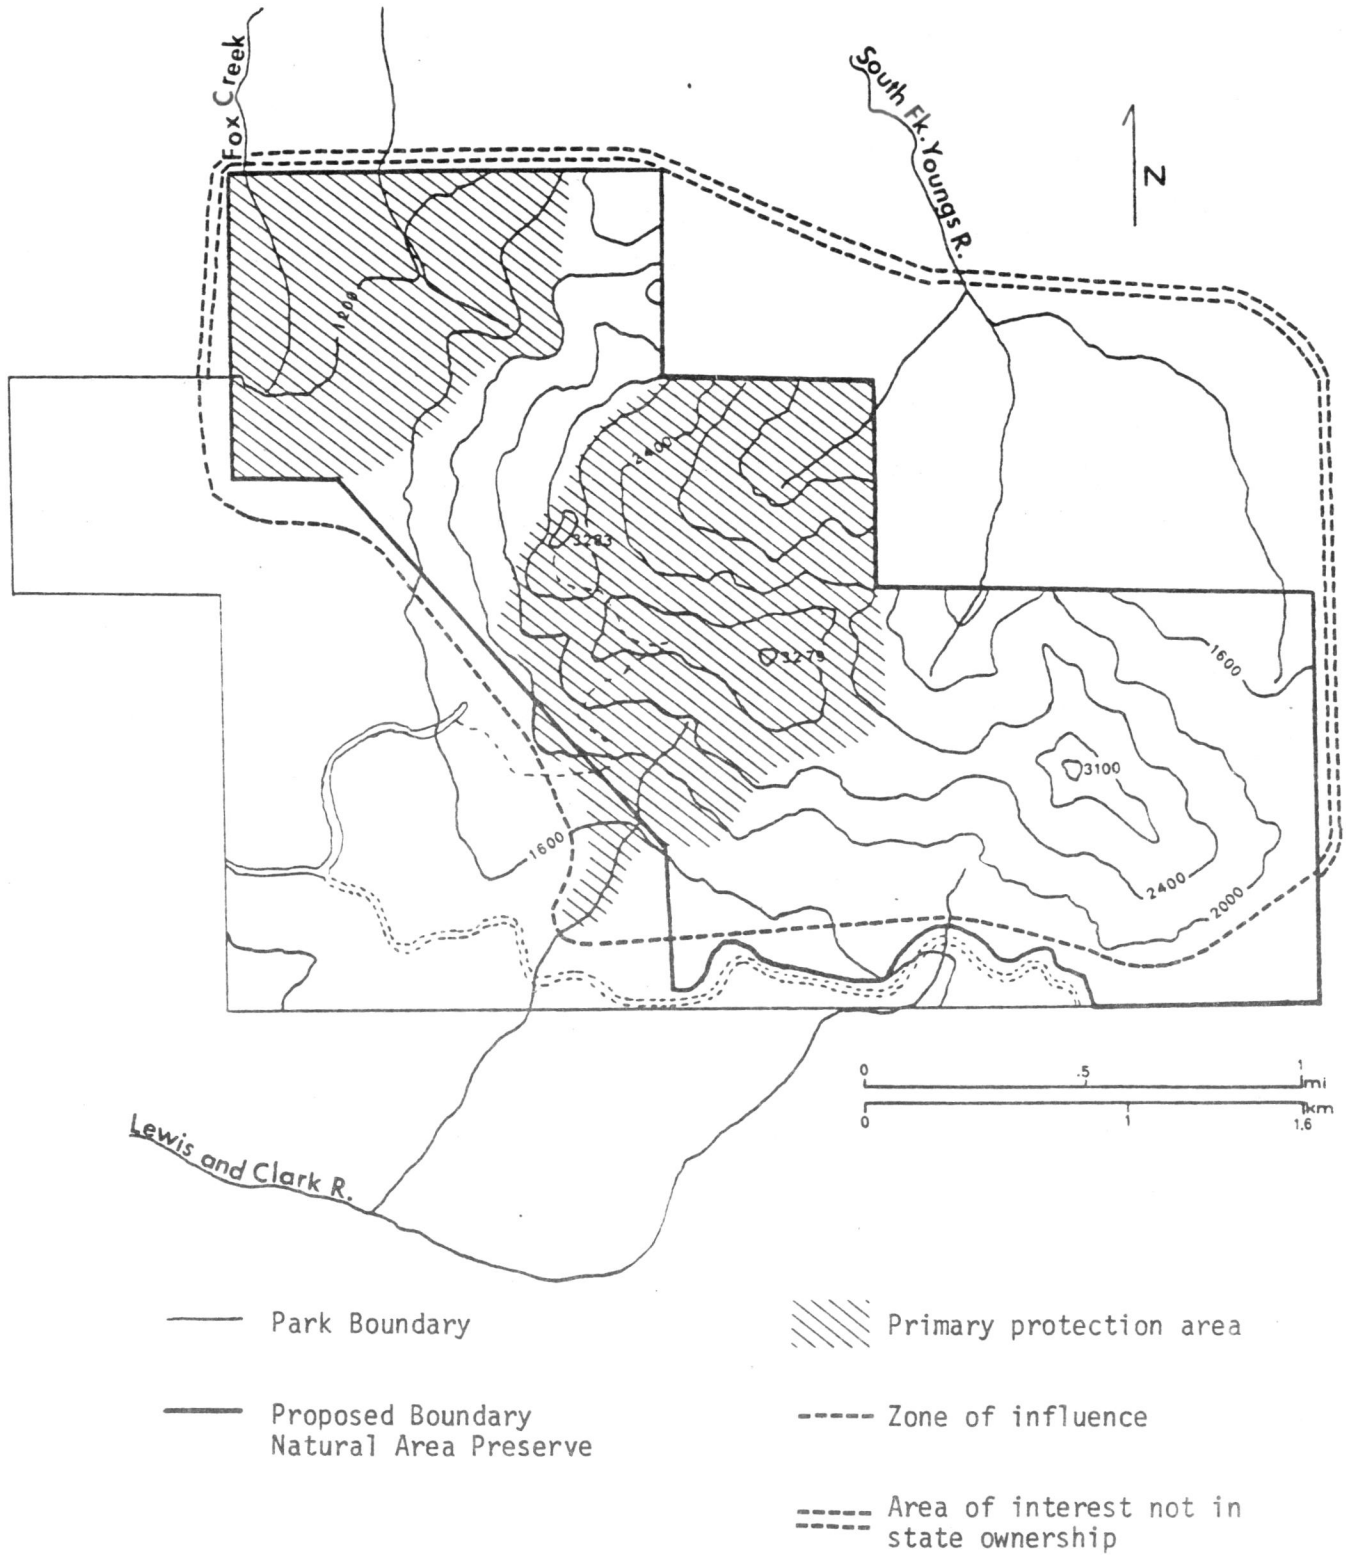 Fox Creek
South Fk. Youngs R.
N
1200
2400
3283
3279
1600
3100
1600
2400
2000
0 .5 1
mi
km
0 1 1.6
Lewis and Clark R.
Park Boundary
Primary protection area
Proposed Boundary
Natural Area Preserve
Zone of influence
Area of interest not in
state ownership